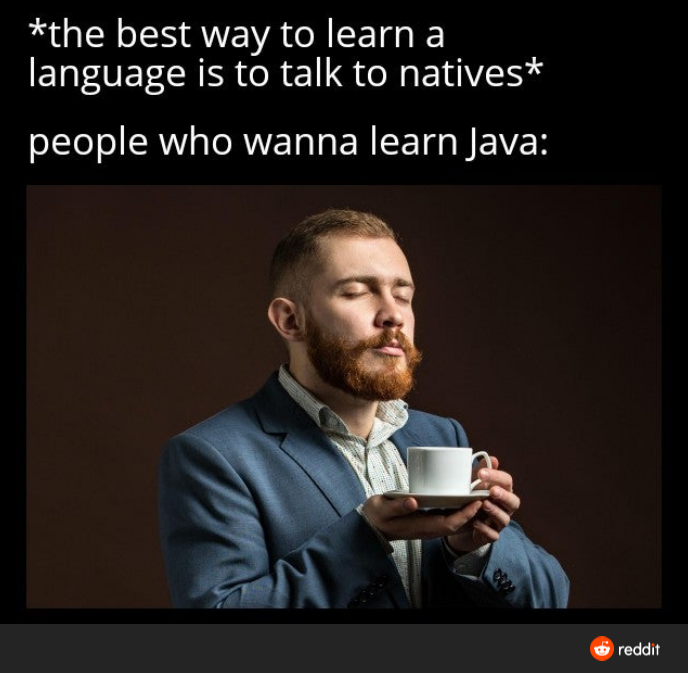 *the best way to learn a
language is to talk to natives*
people who wanna learn Java:
reddit